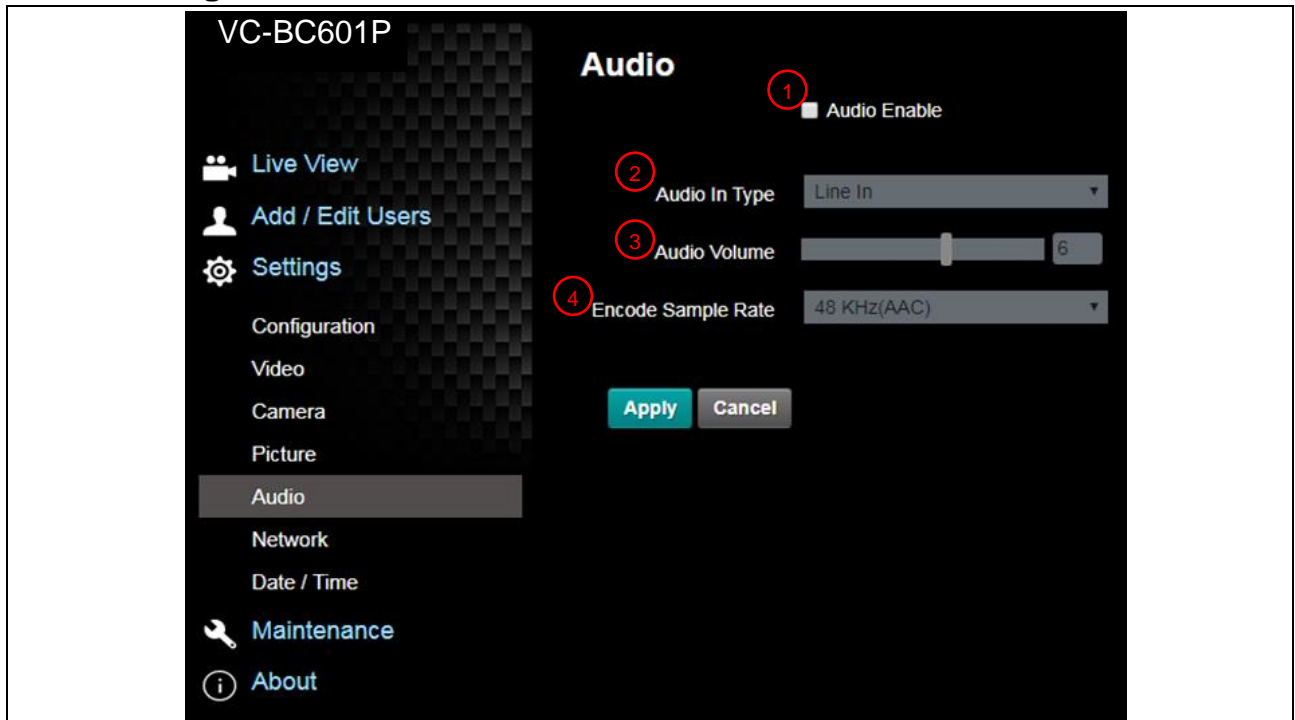 VC-BC601P
Live View
Add / Edit Users
Settings
Configuration
Video
Camera
Picture
Audio
Network
Date / Time
Maintenance
About
Audio
1 Audio Enable
2 Audio In Type Line In
3 Audio Volume 6
4 Encode Sample Rate 48 KHz(AAC)
Apply Cancel